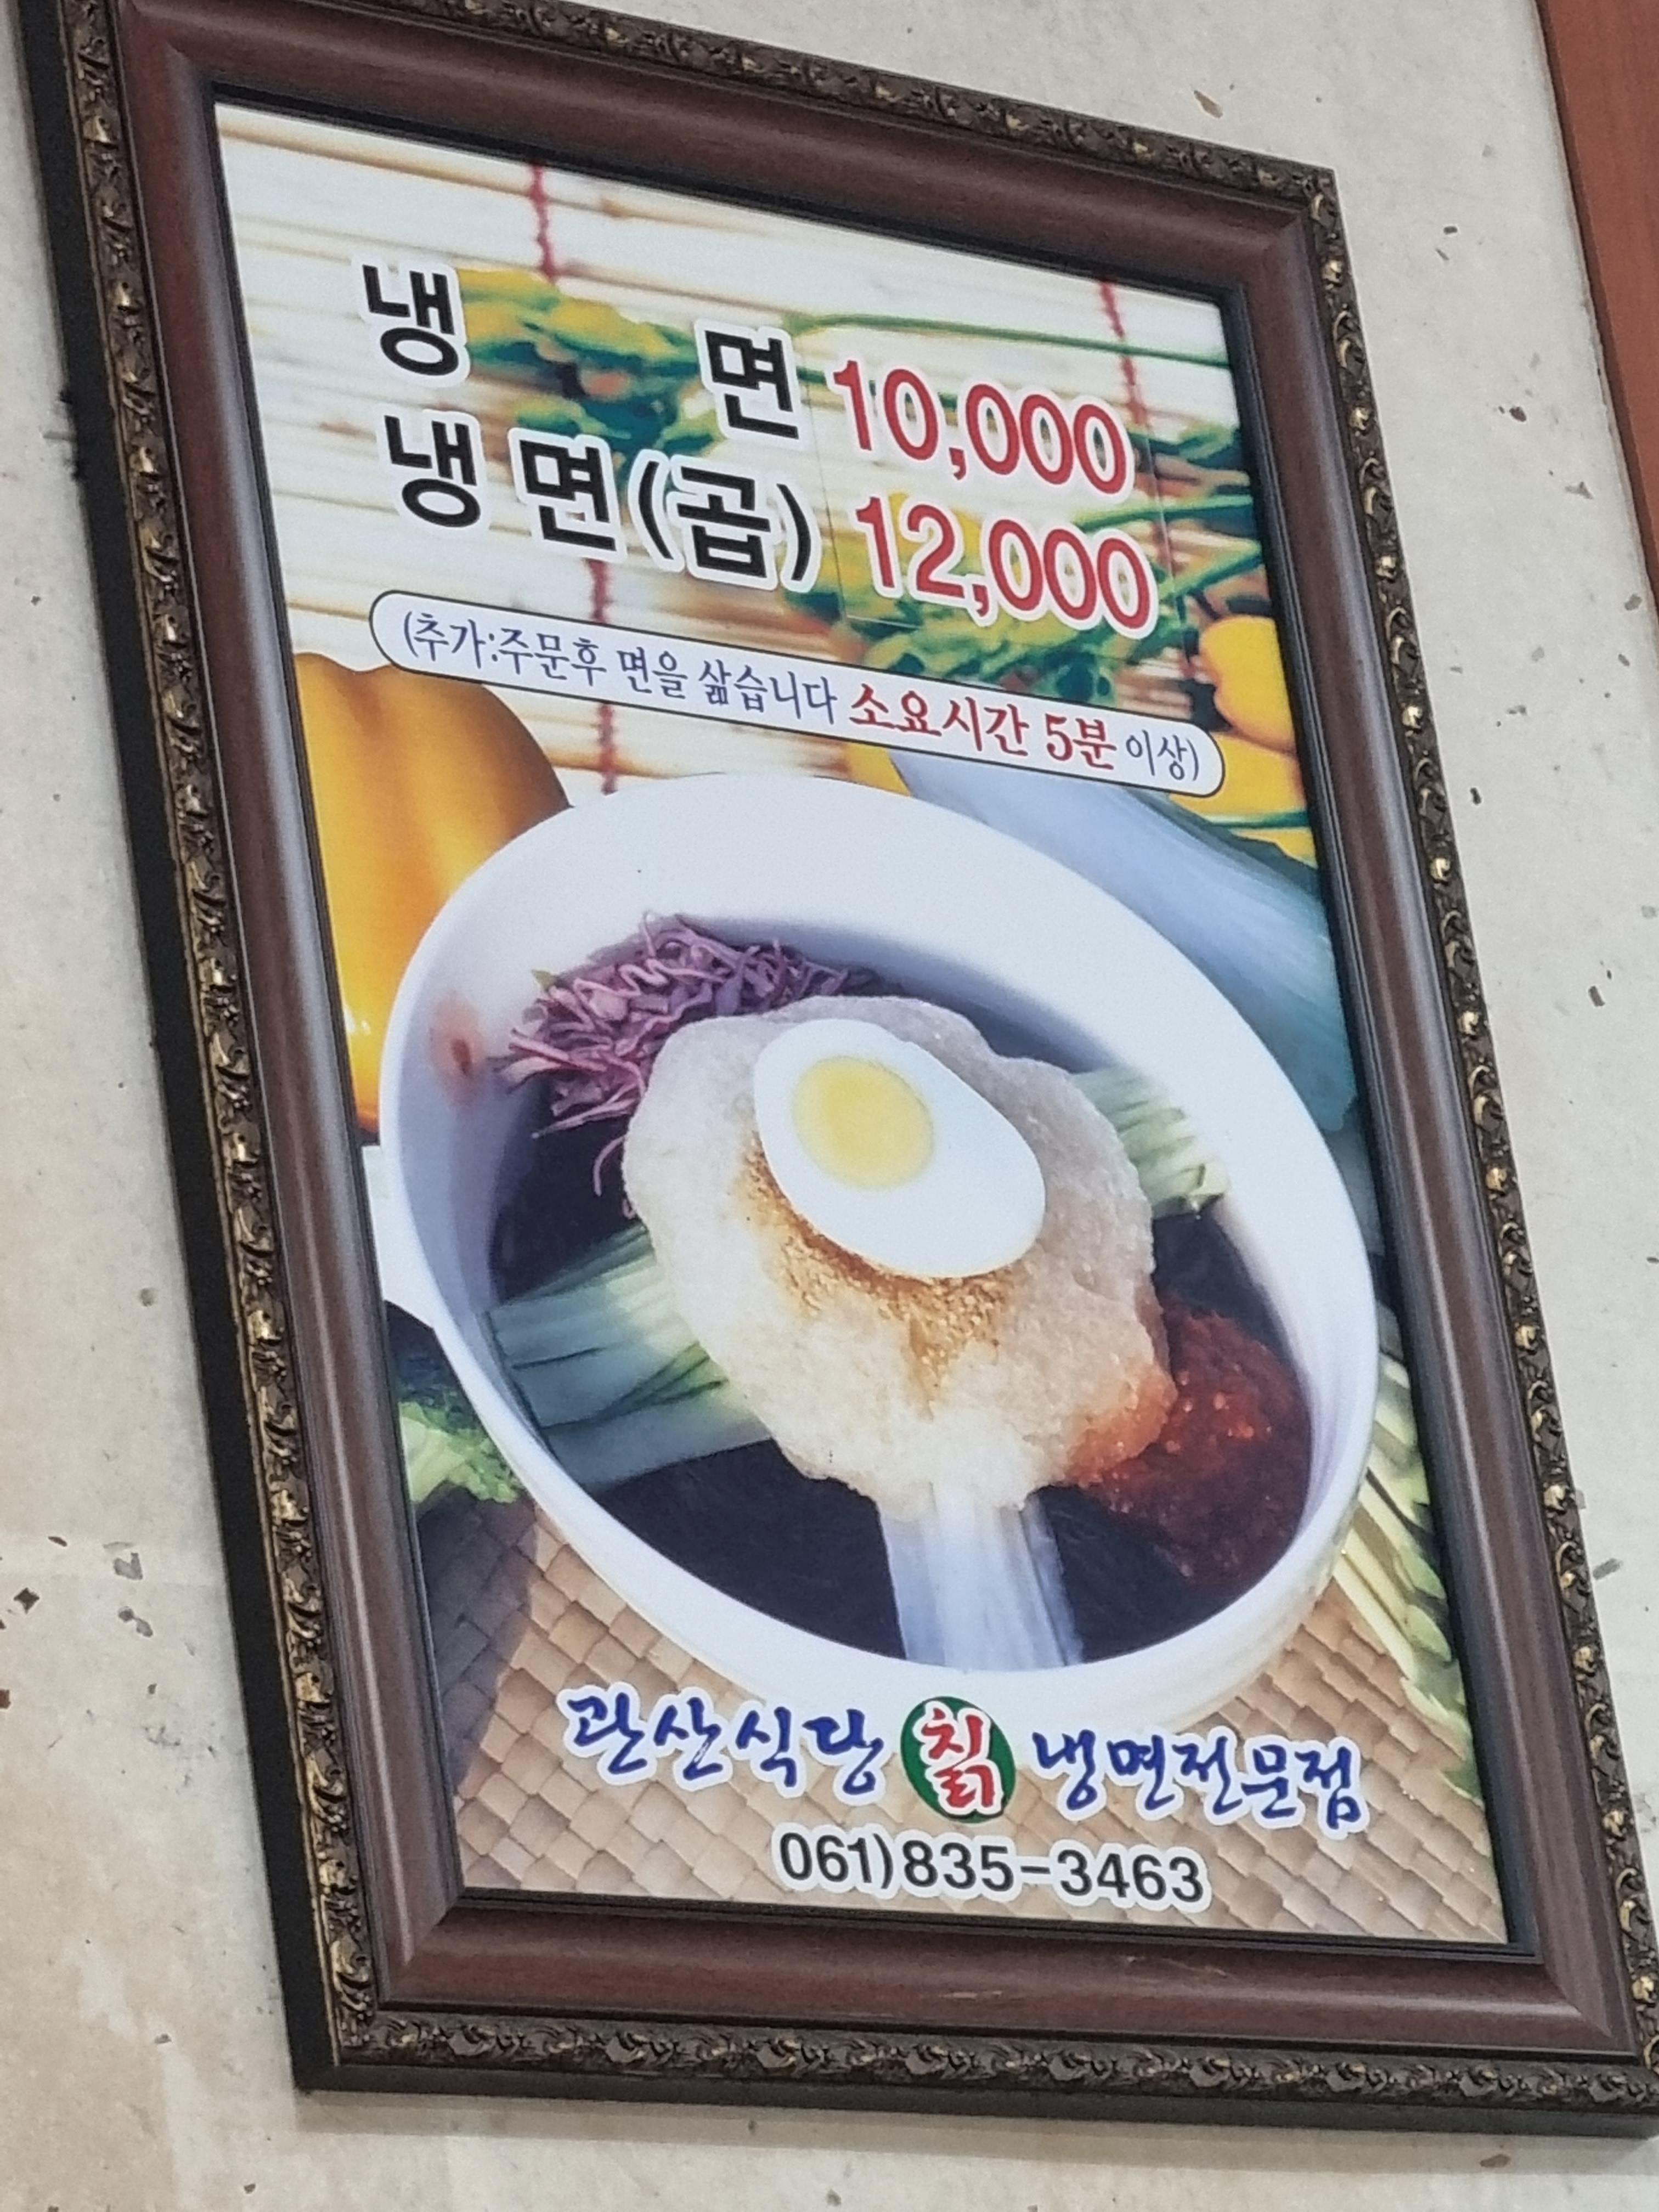 냉 면 10,000
냉면(곱) 12,000
(추가:주문후 면을 삶습니다 소요시간 5분 이상)
관산식당 칡 냉면전문점
061)835-3463